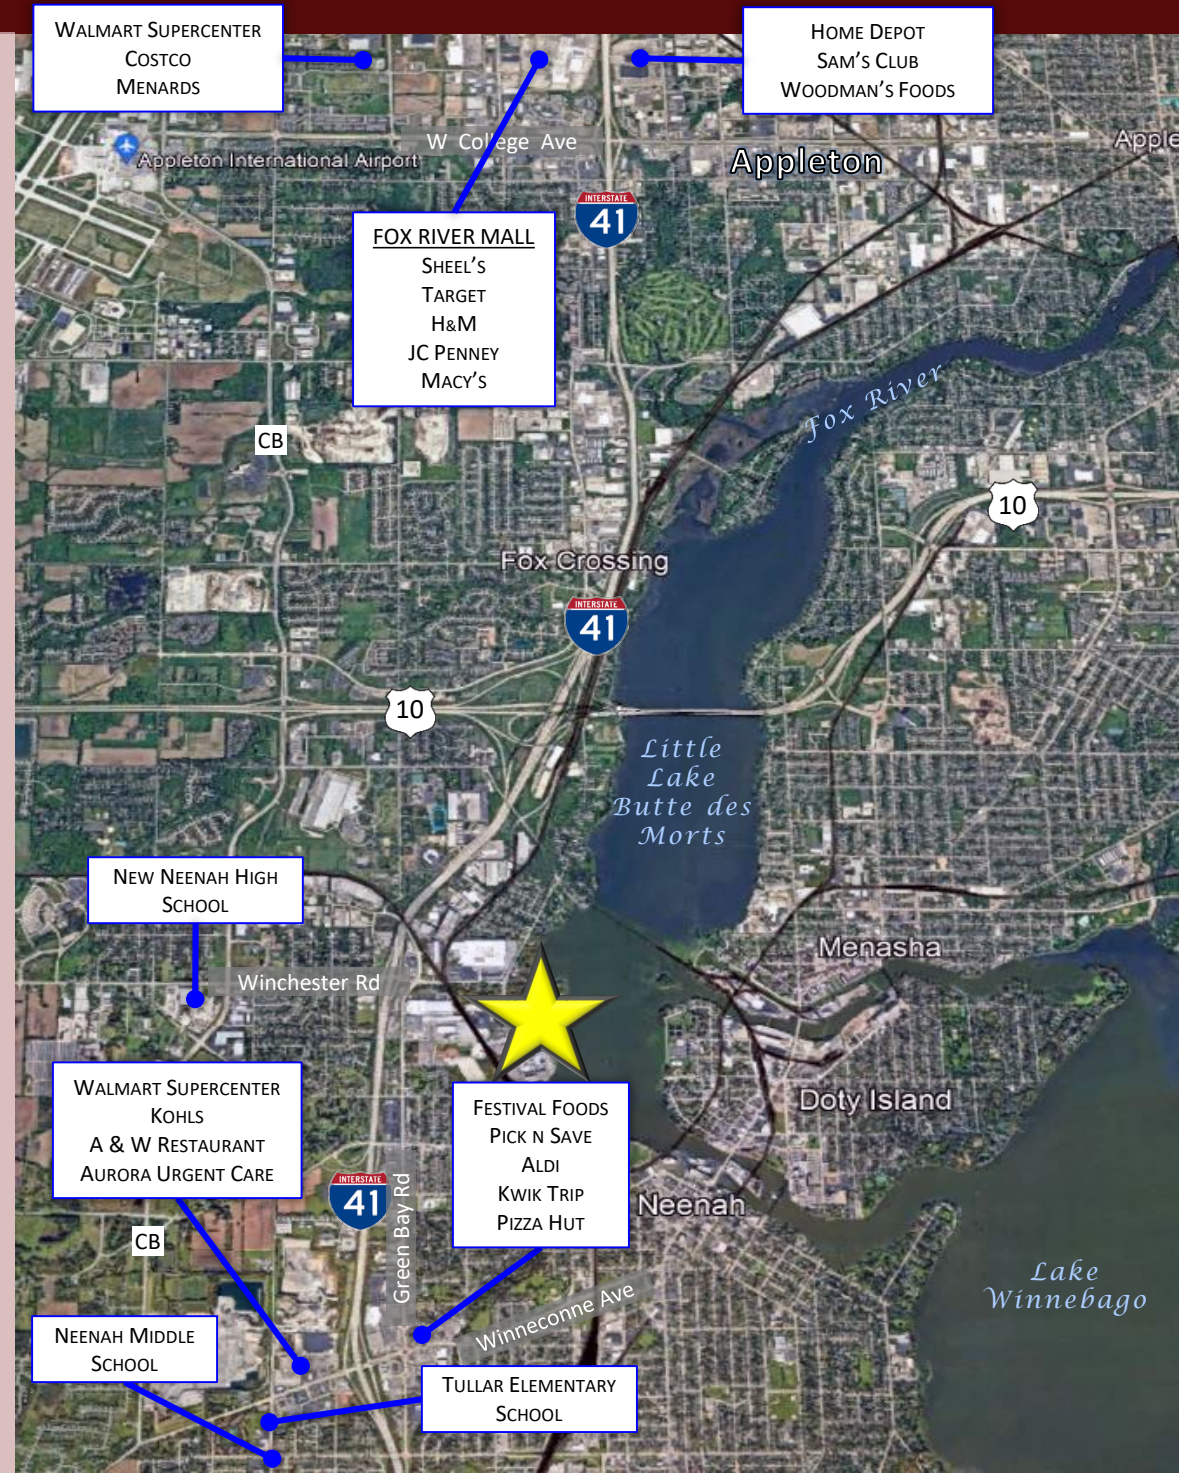 WALMART SUPERCENTER
COSTCO
MENARDS
HOME DEPOT
SAM'S CLUB
WOODMAN'S FOODS
W College Ave
Appleton International Airport
Appleton
Apple
INTERSTATE
41
FOX RIVER MALL
SHEEL'S
TARGET
H&M
JC PENNEY
MACY'S
Fox River
CB
10
Fox Crossing
INTERSTATE
41
10
Little
Lake
Butte des
Morts
NEW NEENAH HIGH
SCHOOL
Menasha
Winchester Rd
WALMART SUPERCENTER
KOHLS
A & W RESTAURANT
AURORA URGENT CARE
FESTIVAL FOODS
PICK N SAVE
ALDI
KWIK TRIP
PIZZA HUT
Doty Island
INTERSTATE
41
Green Bay Rd
Neenah
CB
Winneconne Ave
Lake
Winnebago
NEENAH MIDDLE
SCHOOL
TULLAR ELEMENTARY
SCHOOL